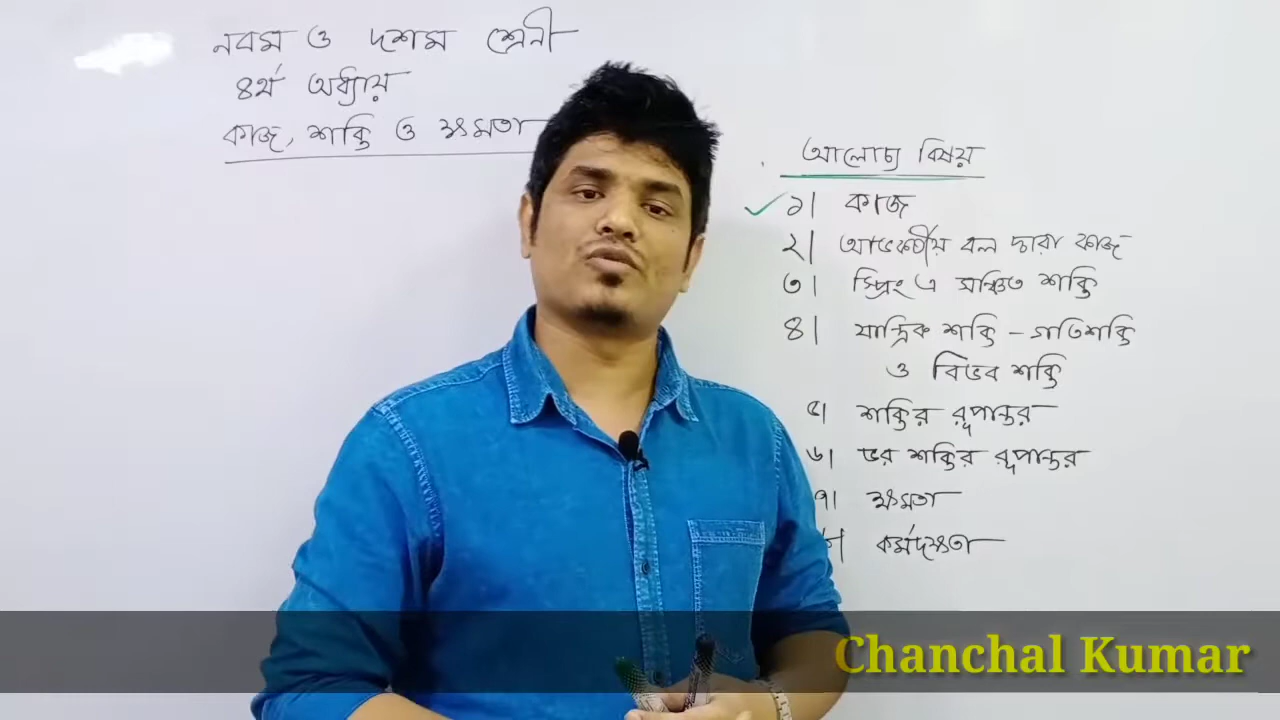 নবম ও দশম শ্রেনী
৪র্থ অধ্যায়
কাজ, শক্তি ও ক্ষমতা
আলোচ্য বিষয়
১। কাজ
২। অভিকর্ষীয় বল দ্বারা কাজ
৩। স্প্রিং এ সঞ্চিত শক্তি
৪। যান্ত্রিক শক্তি - গতিশক্তি
ও বিভব শক্তি
৫। শক্তির রূপান্তর
৬। ভর শক্তির রূপান্তর
৭। ক্ষমতা
৮। কর্মদক্ষতা
Chanchal Kumar